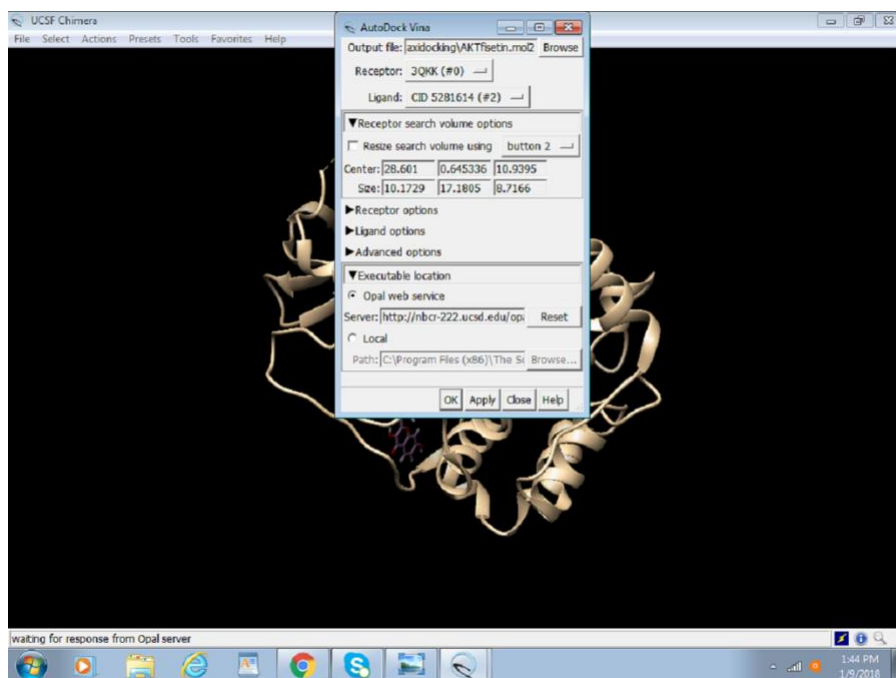 UCSF Chimera
File Select Actions Presets Tools Favorites Help
AutoDock Vina
Output file: axidocking\AKTfisetin.mol2 Browse
Receptor: 3QKK (#0)
Ligand: CID 5281614 (#2)
Receptor search volume options
Resize search volume using button 2
Center: 28.601 0.645336 10.9395
Size: 10.1729 17.1805 8.7166
Receptor options
Ligand options
Advanced options
Executable location
Opal web service
Server: http://nbcr-222.ucsd.edu/opa Reset
Local
Path: C:\Program Files (x86)\The Browse...
OK Apply Close Help
waiting for response from Opal server
1:44 PM
1/9/2018